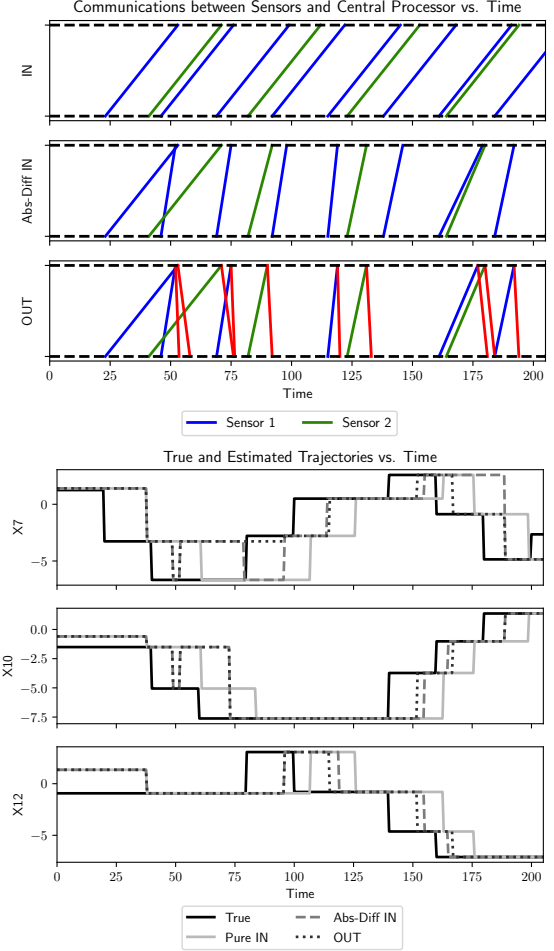 Communications between Sensors and Central Processor vs. Time
IN
Abs-Diff IN
OUT
0 25 50 75 100 125 150 175 200
Time
Sensor 1 Sensor 2
True and Estimated Trajectories vs. Time
X7
0
−5
X10
0.0
−2.5
−5.0
−7.5
X12
0
−5
0 25 50 75 100 125 150 175 200
Time
True Abs-Diff IN
Pure IN OUT